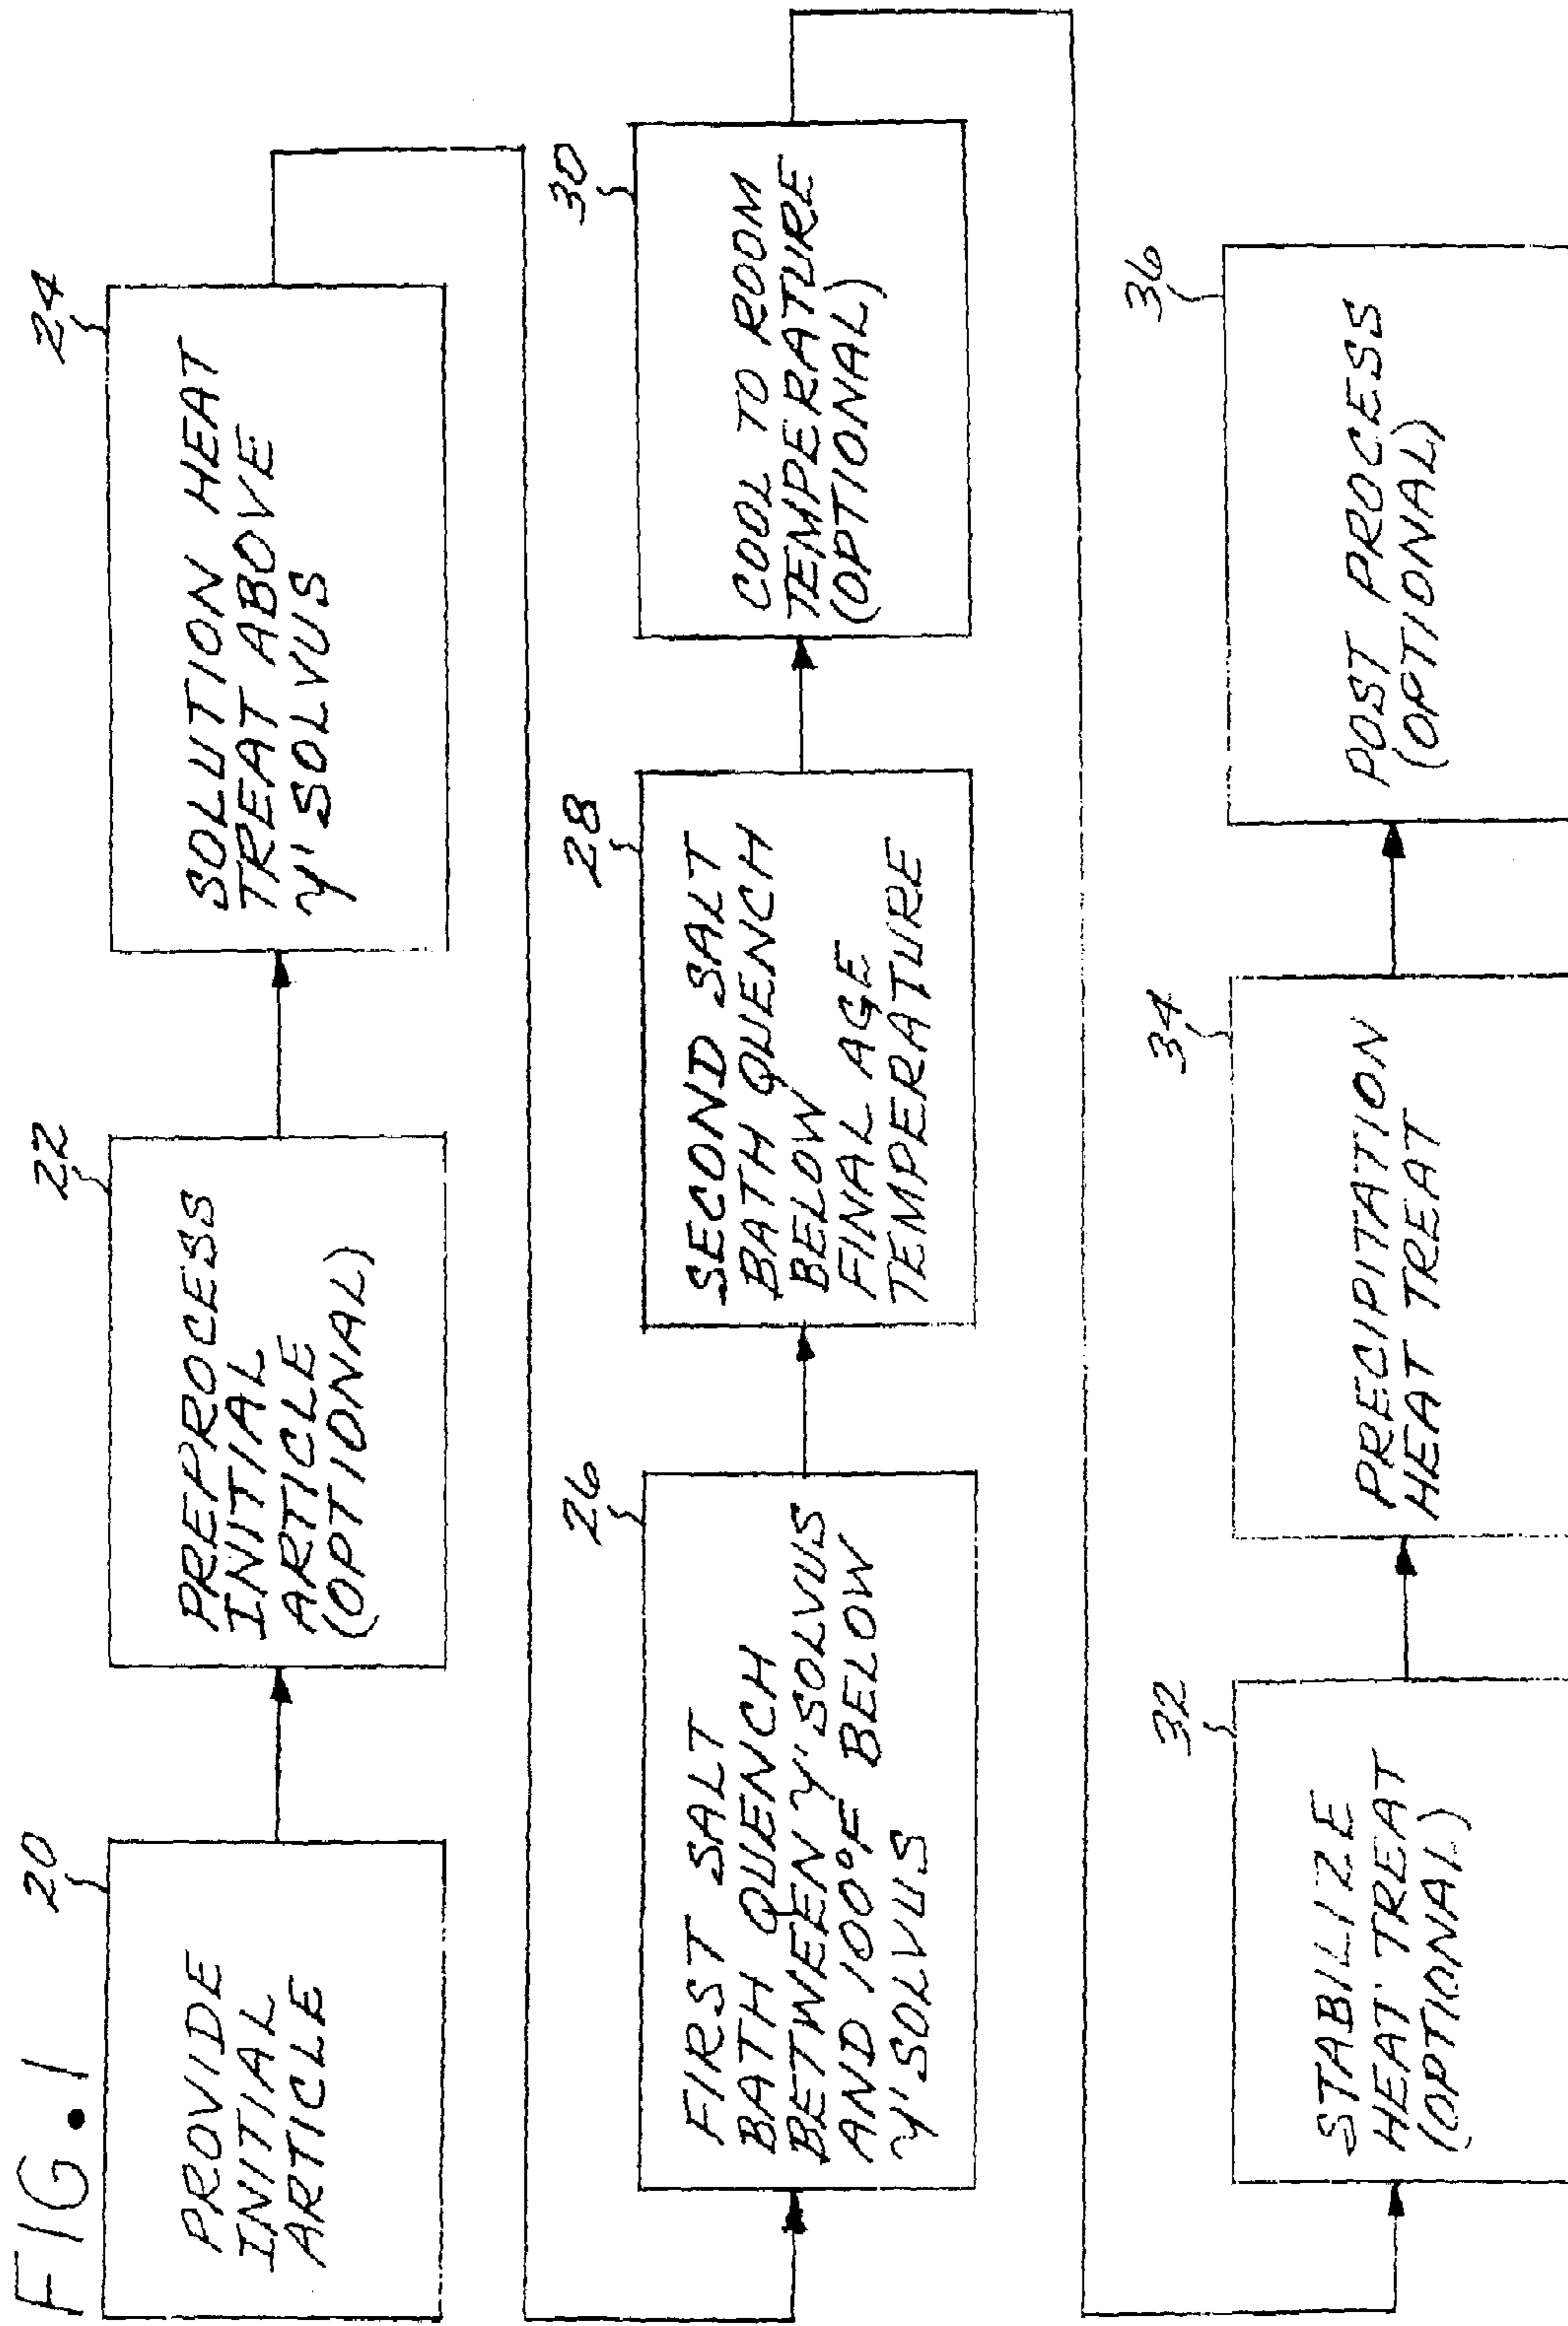 FIG. 1
20
PROVIDE
INITIAL
ARTICLE
22
PREPROCESS
INITIAL
ARTICLE
(OPTIONAL)
24
SOLUTION HEAT
TREAT ABOVE
γ' SOLVUS
26
FIRST SALT
BATH QUENCH
BETWEEN γ' SOLVUS
AND 100°F BELOW
γ' SOLVUS
28
SECOND SALT
BATH QUENCH
BELOW
FINAL AGE
TEMPERATURE
30
COOL TO ROOM
TEMPERATURE
(OPTIONAL)
32
STABILIZE
HEAT TREAT
(OPTIONAL)
34
PRECIPITATION
HEAT TREAT
36
POST PROCESS
(OPTIONAL)